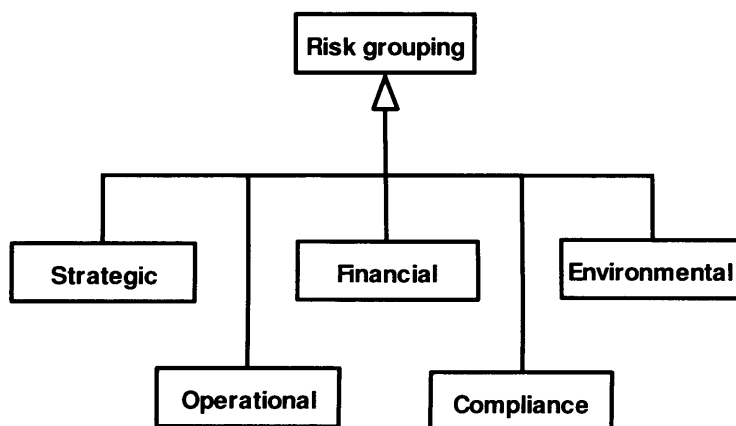 Risk grouping
Strategic
Financial
Environmental
Operational
Compliance